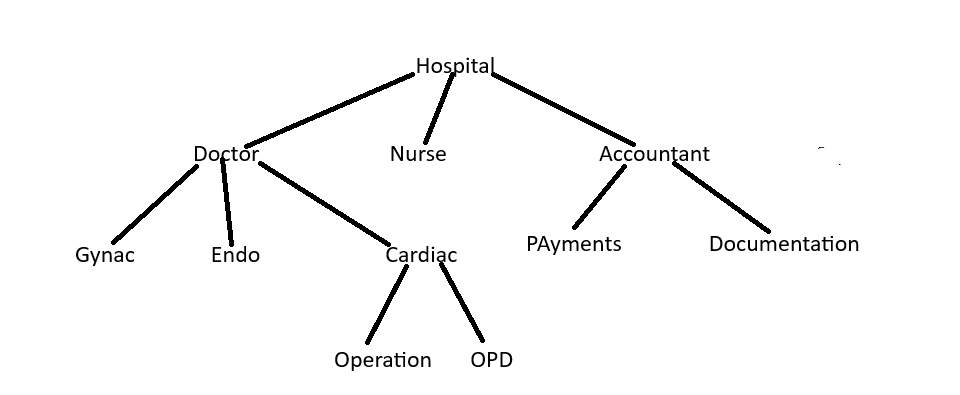 Hospital
Doctor
Nurse
Accountant
Gynac
Endo
Cardiac
PAyments
Documentation
Operation
OPD